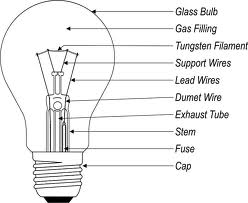 Glass Bulb
Gas Filling
Tungsten Filament
Support Wires
Lead Wires
Dumet Wire
Exhaust Tube
Stem
Fuse
Cap